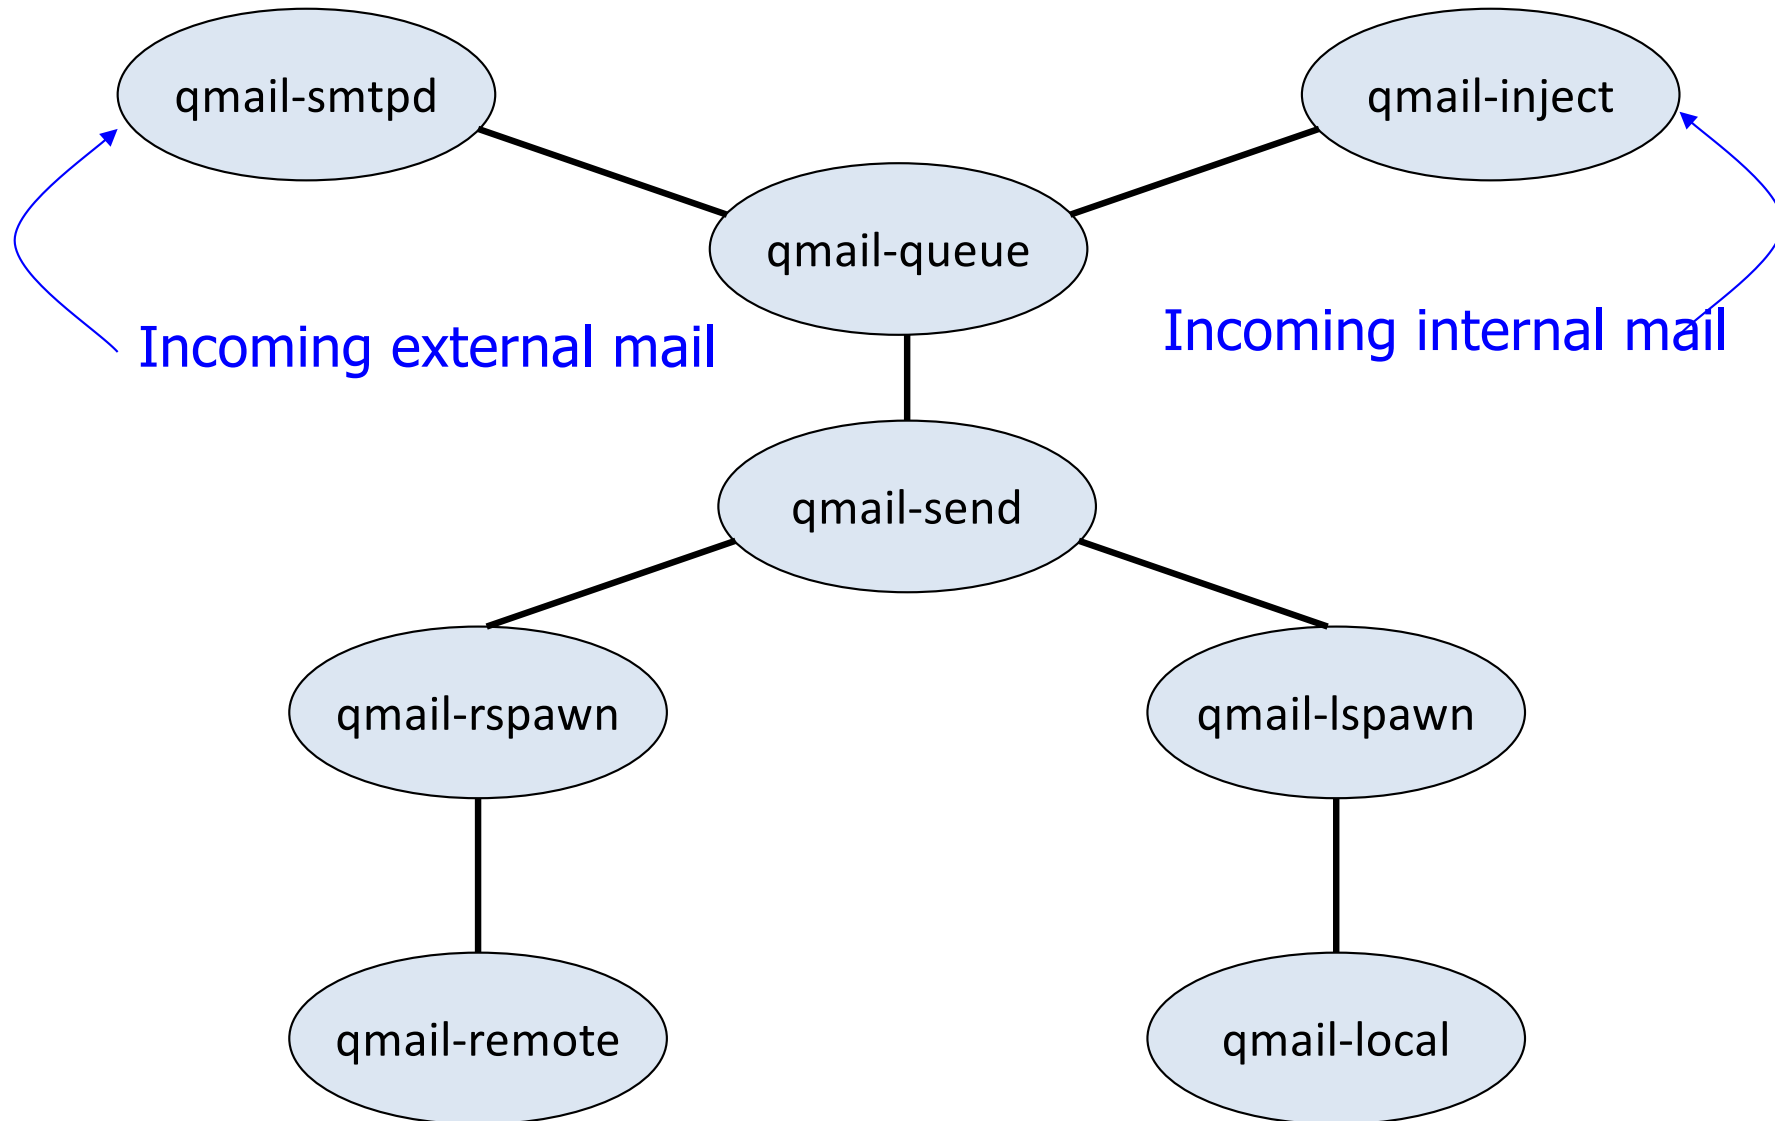 qmail-smtpd
qmail-inject
qmail-queue
Incoming external mail
Incoming internal mail
qmail-send
qmail-rspawn
qmail-lspawn
qmail-remote
qmail-local